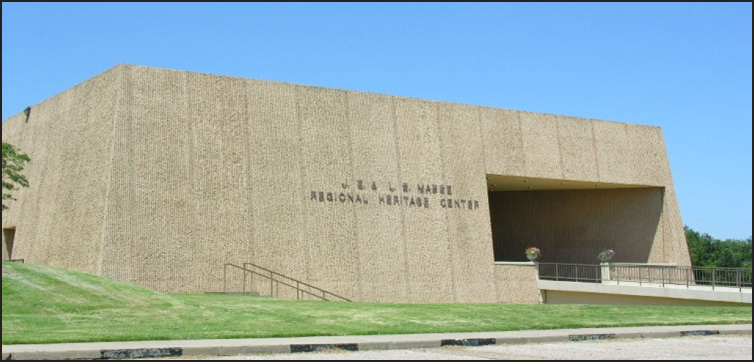 J. E. & L. E. MABEE
REGIONAL HERITAGE CENTER